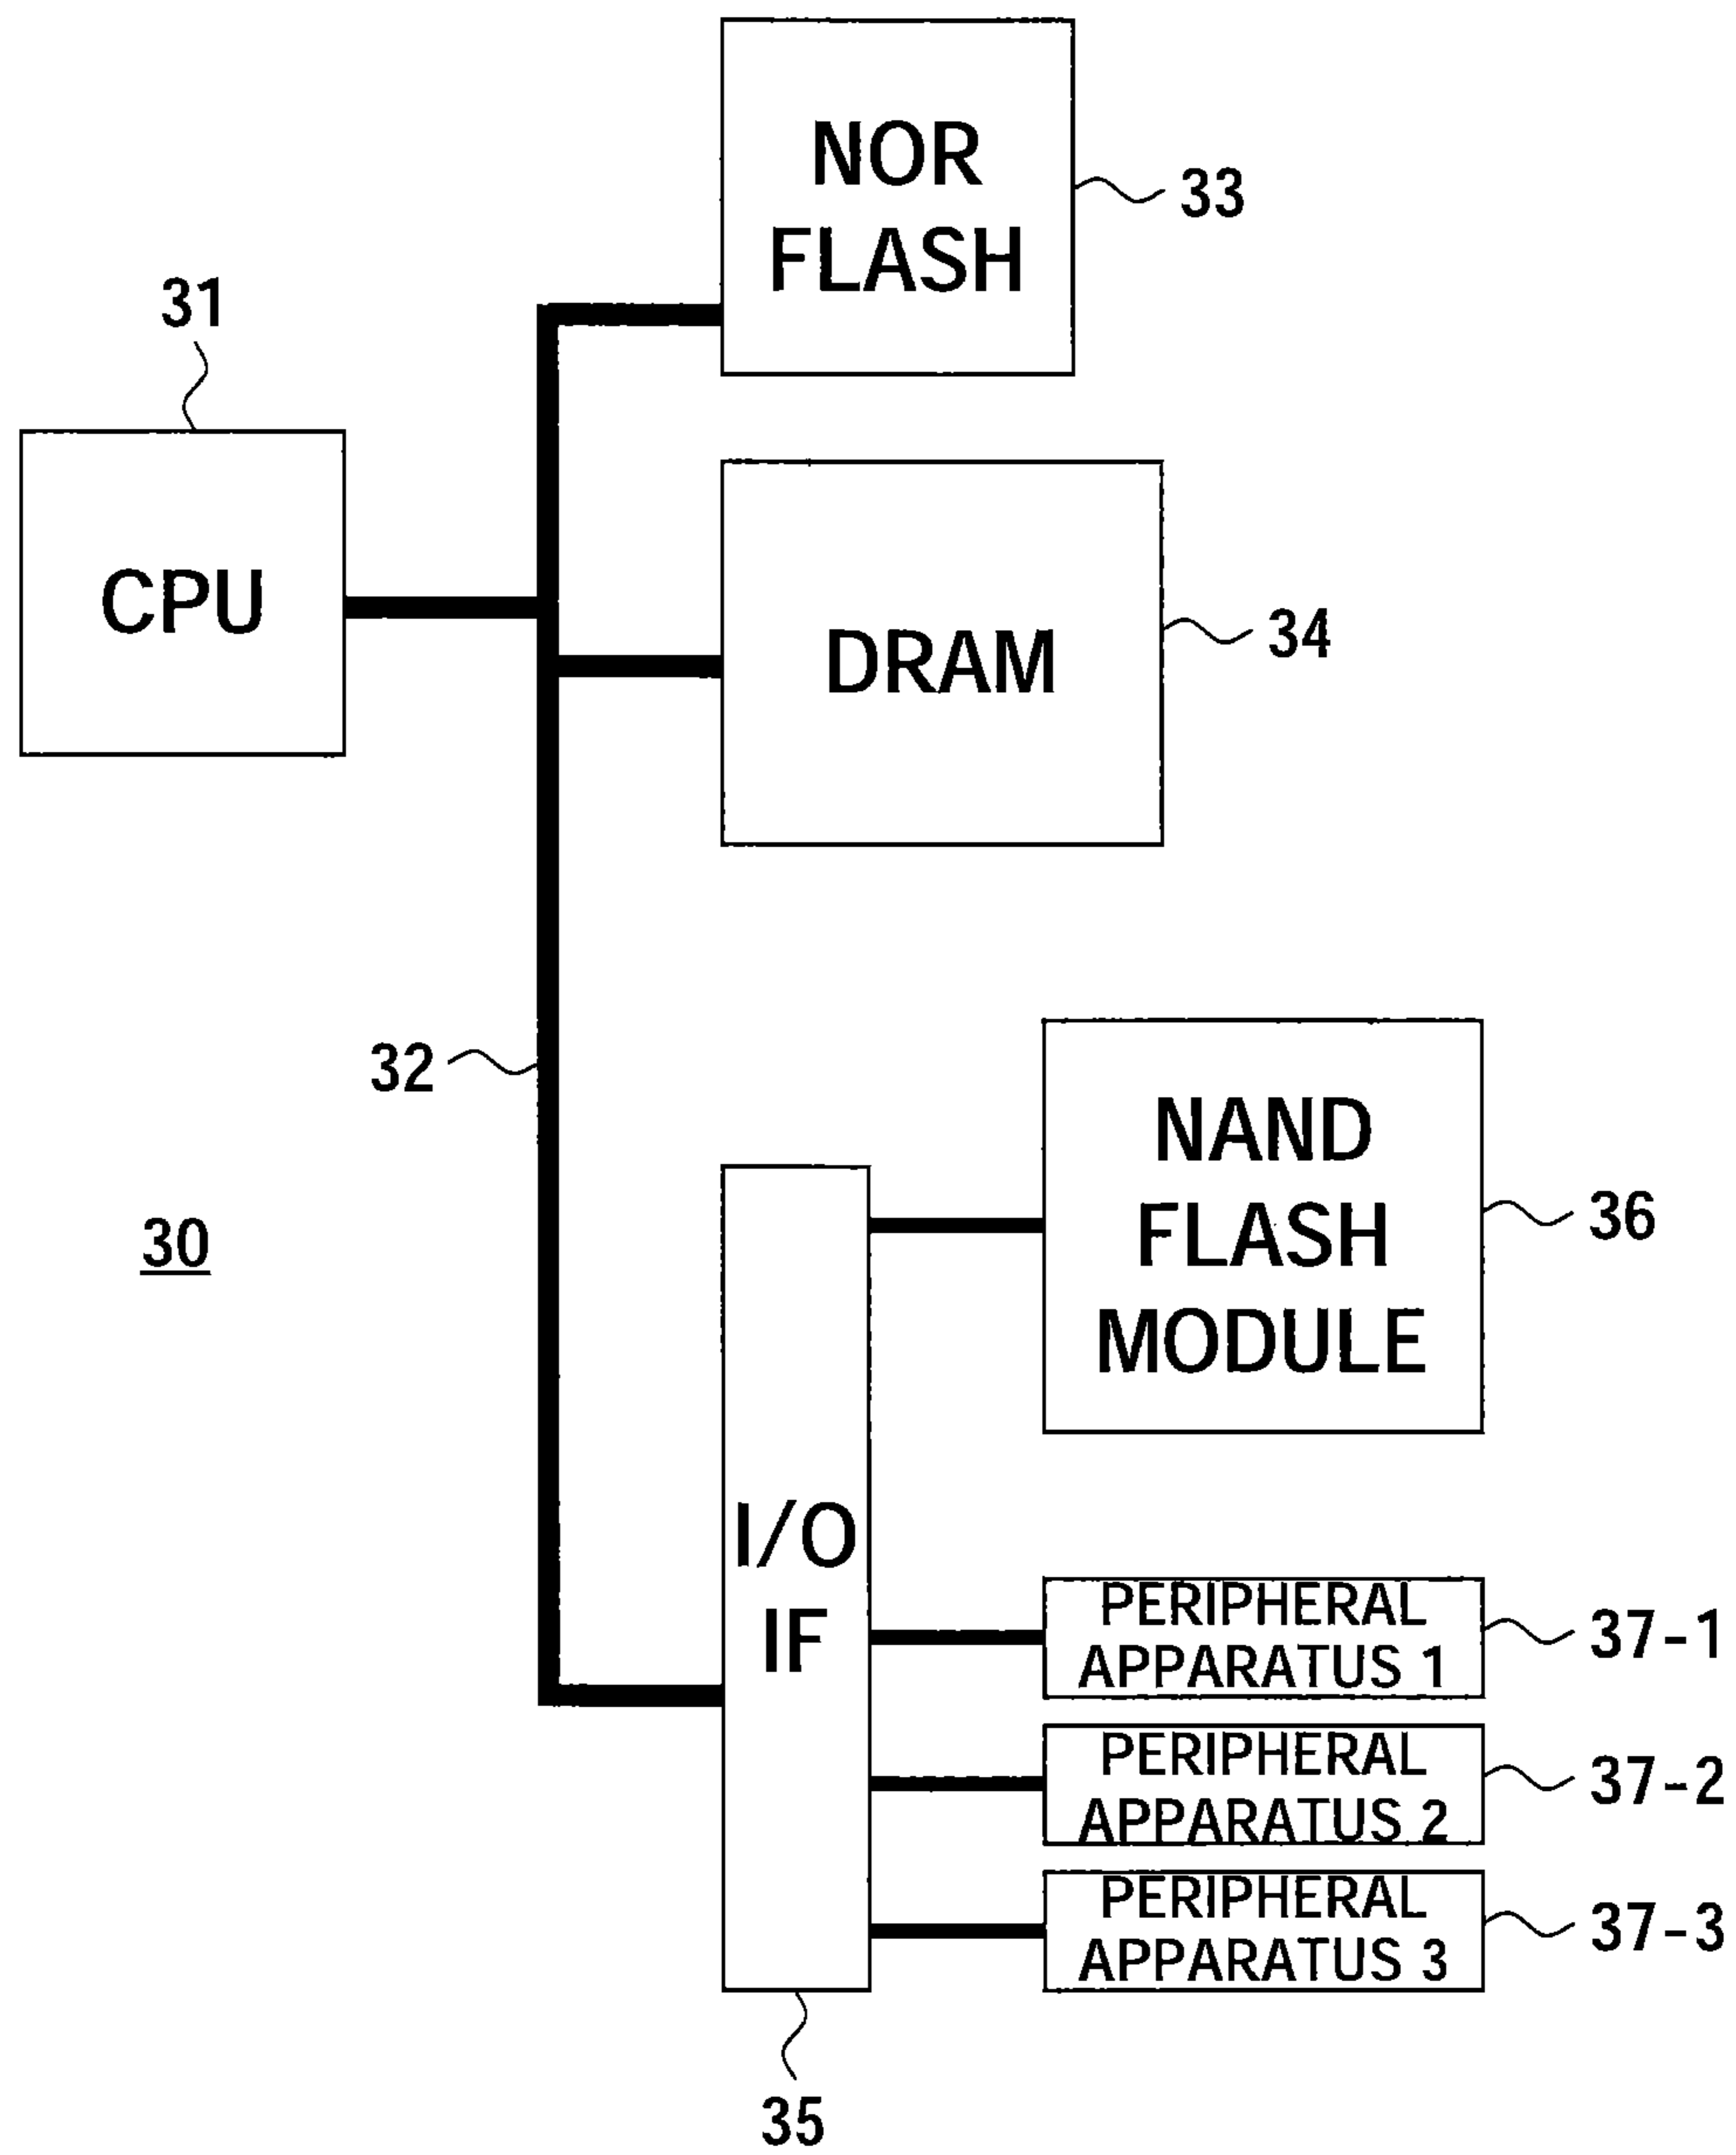 NOR
FLASH
33
31
CPU
DRAM
34
32
NAND
FLASH
MODULE
36
30
I/O
IF
PERIPHERAL
APPARATUS 1
37-1
PERIPHERAL
APPARATUS 2
37-2
PERIPHERAL
APPARATUS 3
37-3
35